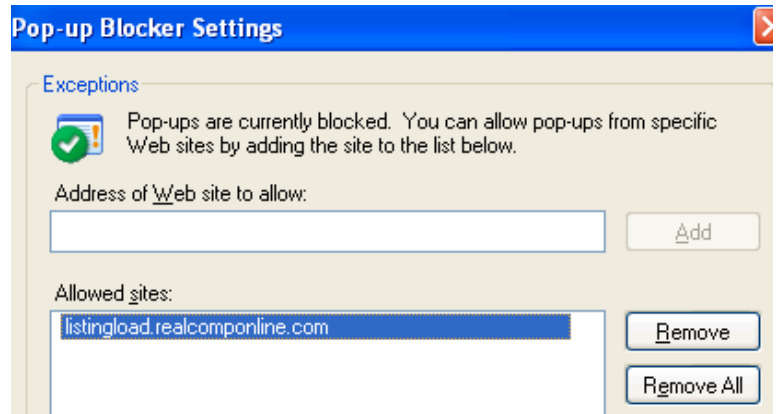 Pop-up Blocker Settings
Exceptions
Pop-ups are currently blocked. You can allow pop-ups from specific
Web sites by adding the site to the list below.
Address of Web site to allow:
Add
Allowed sites:
listingload.realcomponline.com
Remove
Remove All